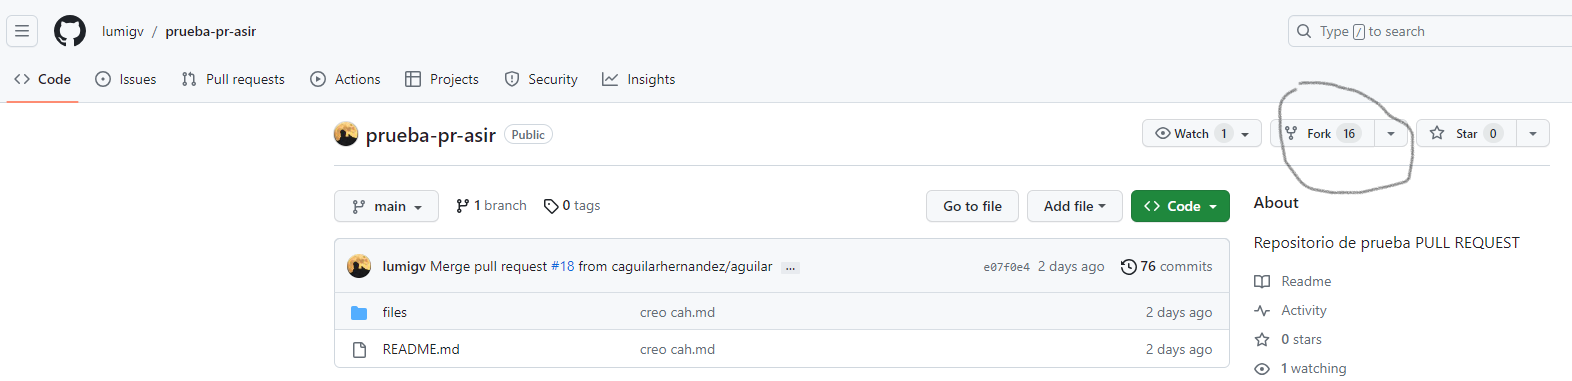 lumigv / prueba-pr-asir
Type / to search
Code Issues Pull requests Actions Projects Security Insights
prueba-pr-asir Public
Watch 1 Fork 16 Star 0
main 1 branch 0 tags Go to file Add file Code
About
Repositorio de prueba PULL REQUEST
lumigv Merge pull request #18 from caguilarhernandez/aguilar ... e07f0e4 2 days ago 76 commits
files creo cah.md 2 days ago
README.md creo cah.md 2 days ago
Readme
Activity
0 stars
1 watching